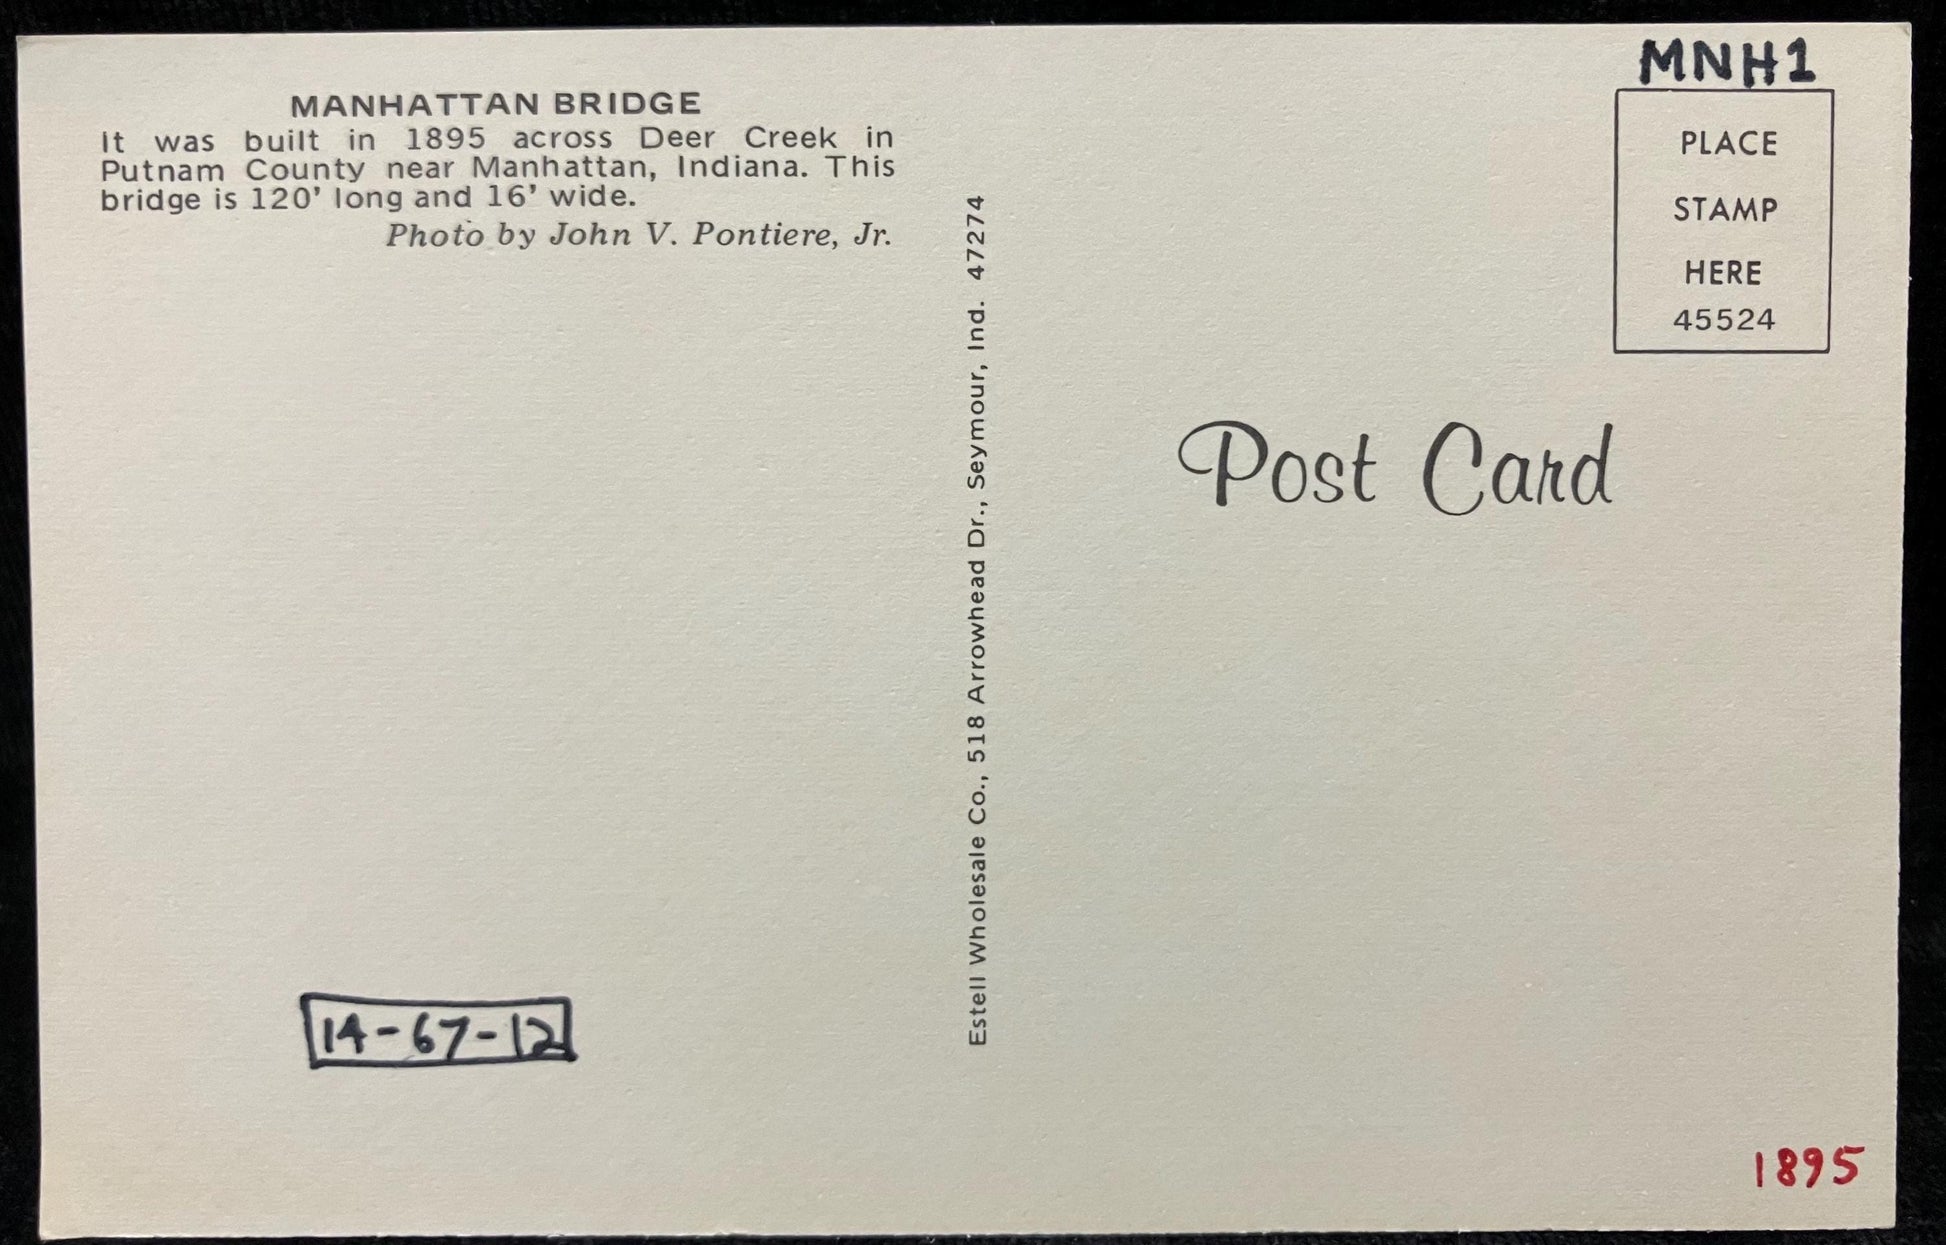 MNH1
MANHATTAN BRIDGE
It was built in 1895 across Deer Creek in
Putnam County near Manhattan, Indiana. This
bridge is 120' long and 16' wide.
Photo by John V. Pontiere, Jr.
Estell Wholesale Co., 518 Arrowhead Dr., Seymour, Ind. 47274
PLACE
STAMP
HERE
45524
Post Card
14-67-12
1895